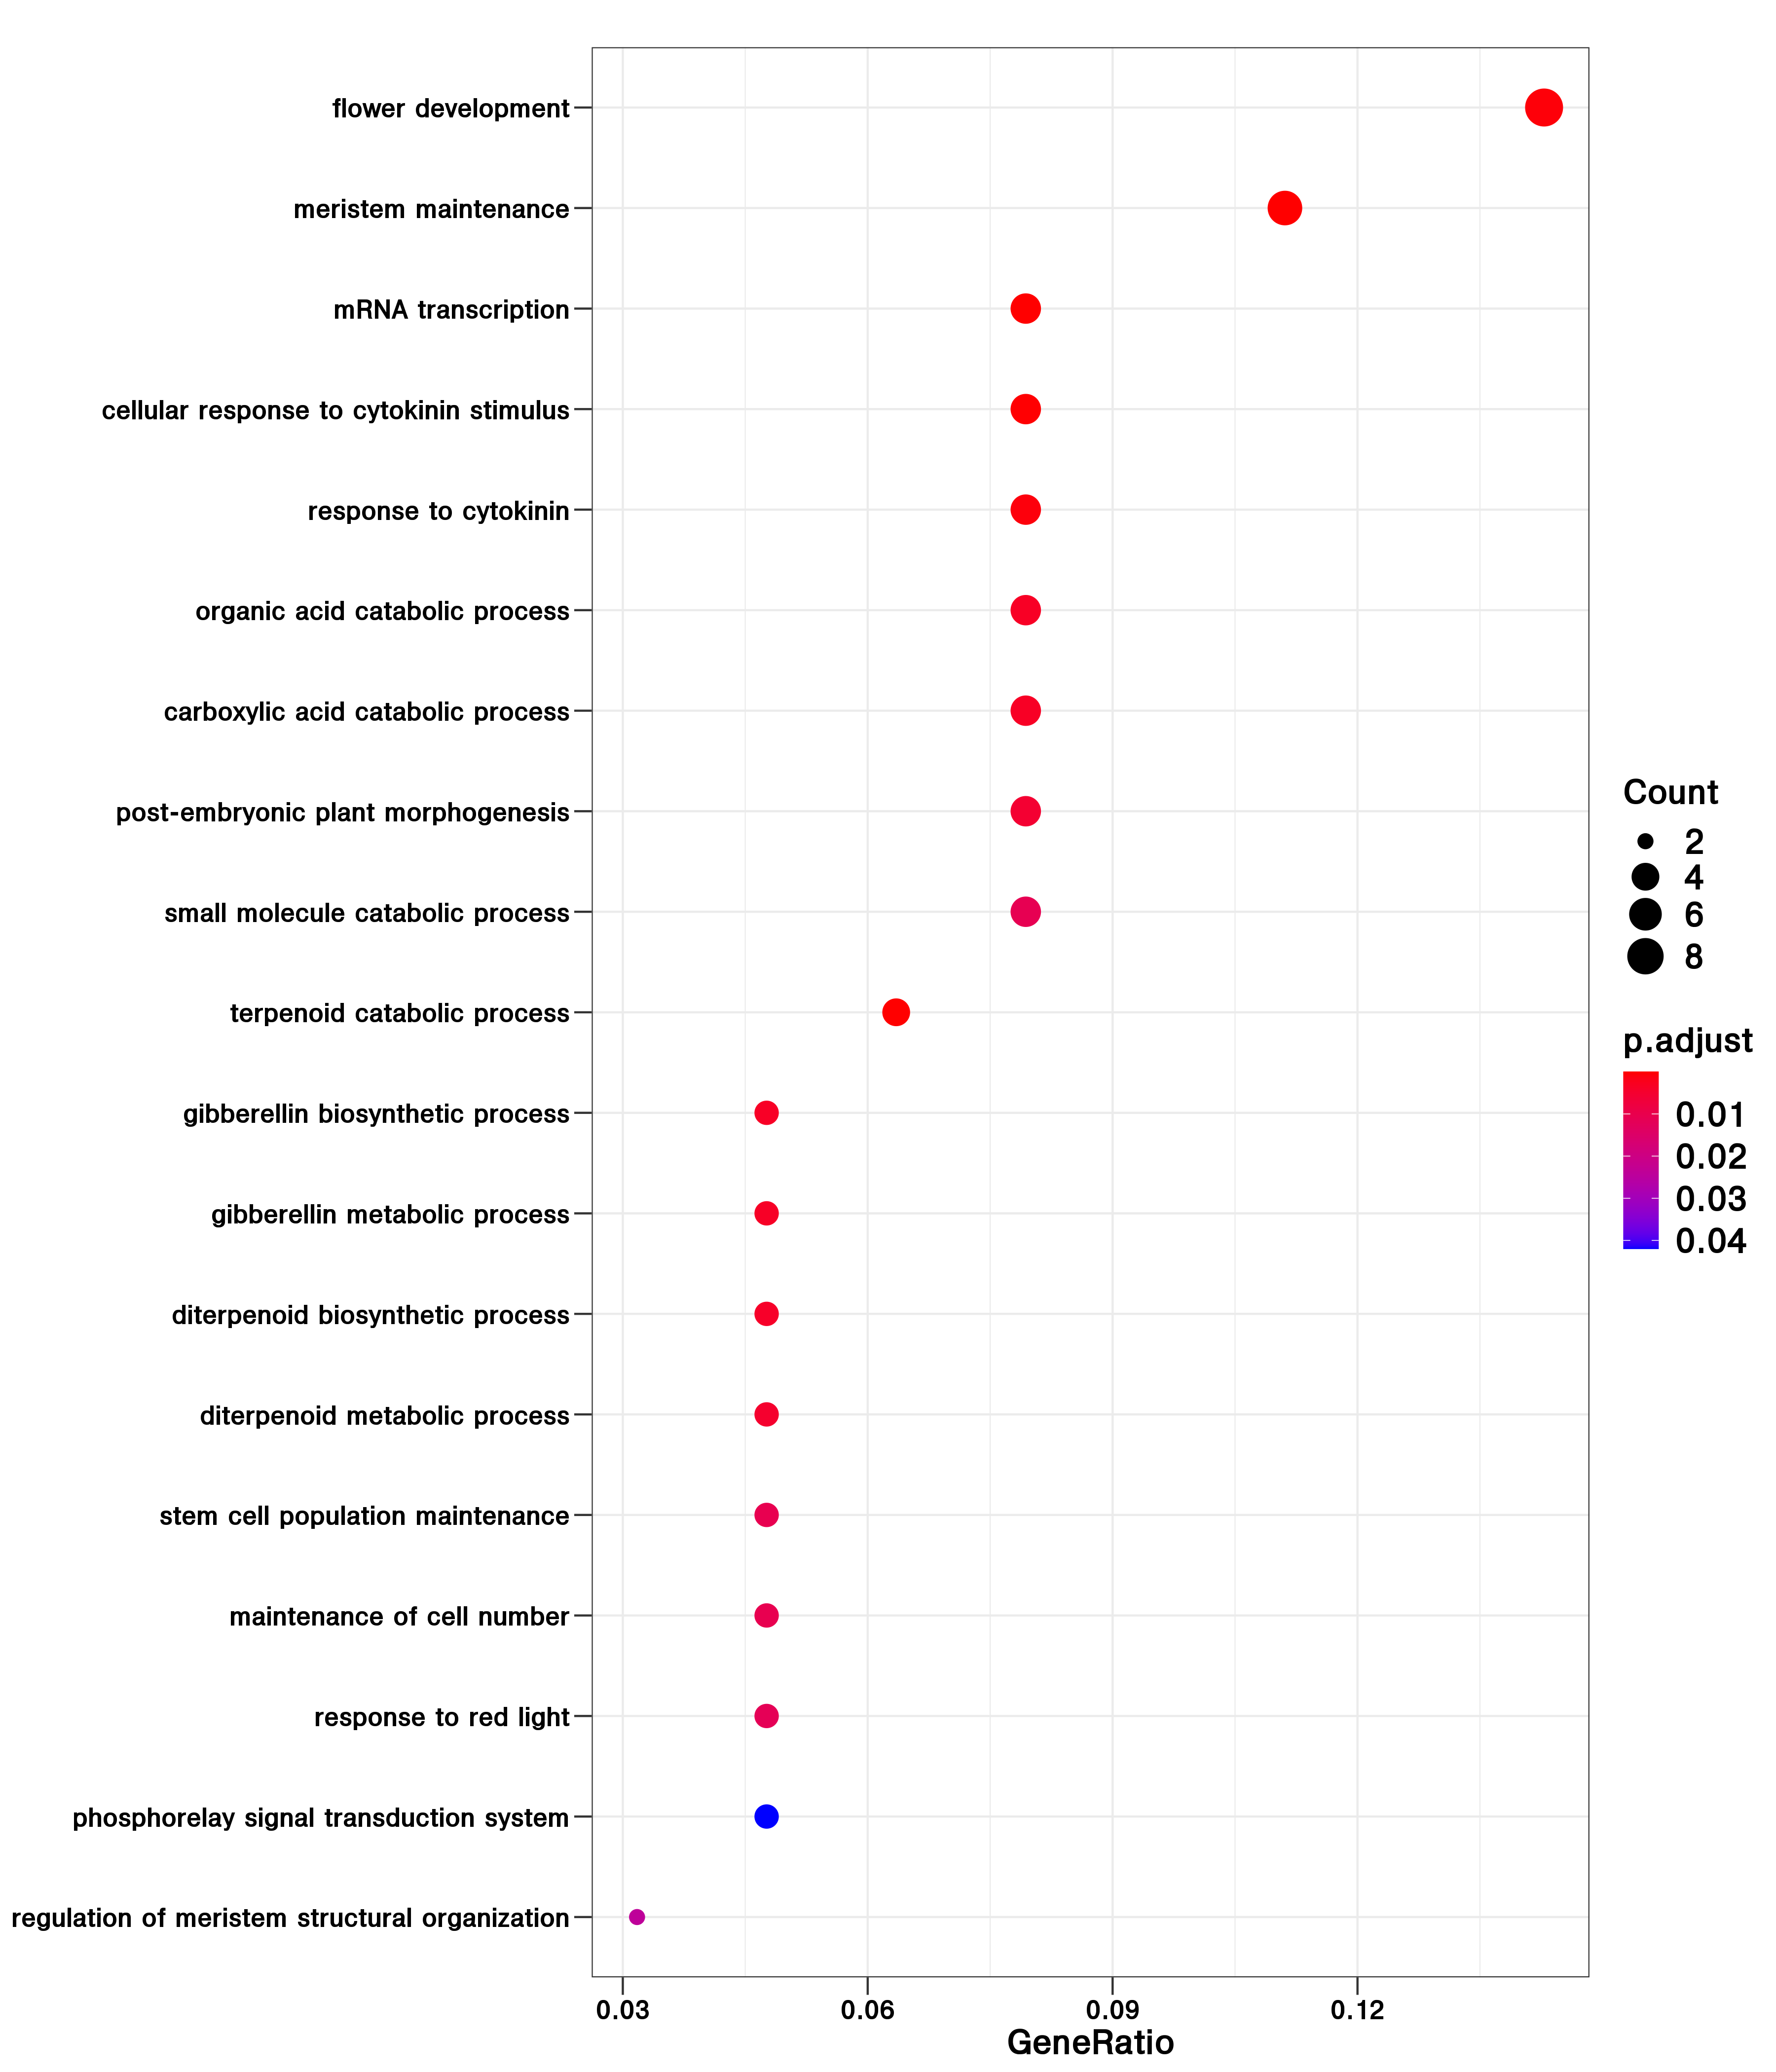 flower development
meristem maintenance
mRNA transcription
cellular response to cytokinin stimulus
response to cytokinin
organic acid catabolic process
carboxylic acid catabolic process
post-embryonic plant morphogenesis
small molecule catabolic process
terpenoid catabolic process
gibberellin biosynthetic process
gibberellin metabolic process
diterpenoid biosynthetic process
diterpenoid metabolic process
stem cell population maintenance
maintenance of cell number
response to red light
phosphorelay signal transduction system
regulation of meristem structural organization
0.03 0.06 0.09 0.12
GeneRatio
Count
2
4
6
8
p.adjust
0.01
0.02
0.03
0.04